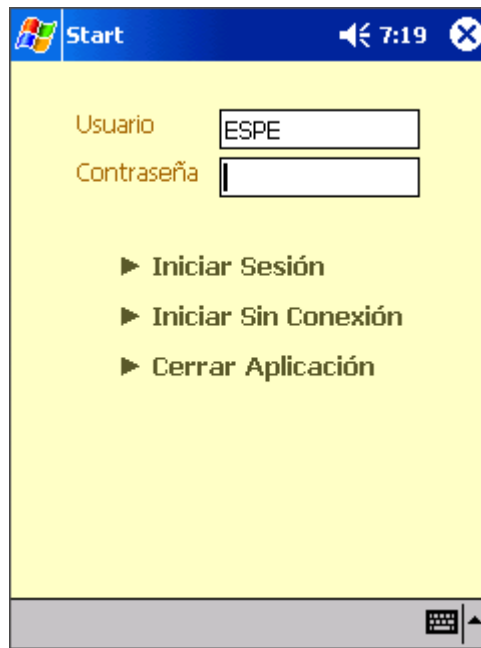 Start 7:19
Usuario ESPE
Contraseña
Iniciar Sesión
Iniciar Sin Conexión
Cerrar Aplicación